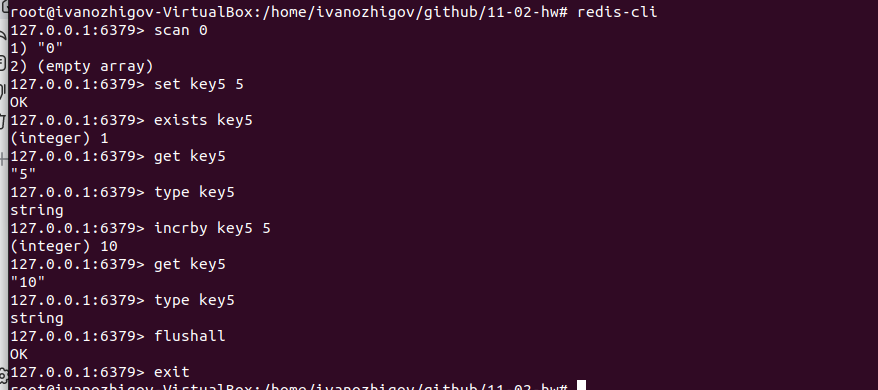 root@ivanozhigov-VirtualBox:/home/ivanozhigov/github/11-02-hw# redis-cli
127.0.0.1:6379> scan 0
1) "0"
2) (empty array)
127.0.0.1:6379> set key5 5
OK
127.0.0.1:6379> exists key5
(integer) 1
127.0.0.1:6379> get key5
"5"
127.0.0.1:6379> type key5
string
127.0.0.1:6379> incrby key5 5
(integer) 10
127.0.0.1:6379> get key5
"10"
127.0.0.1:6379> type key5
string
127.0.0.1:6379> flushall
OK
127.0.0.1:6379> exit
root@ivanozhigov-VirtualBox:/home/ivanozhigov/github/11-02-hw#